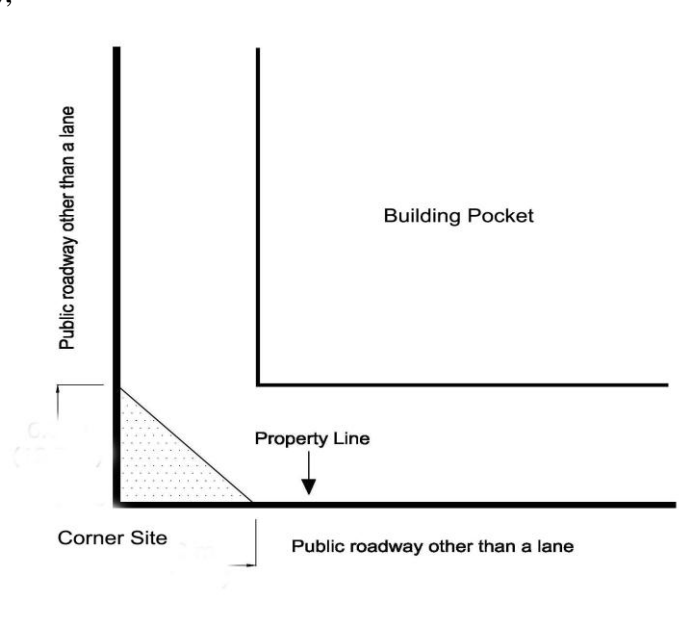 Public roadway other than a lane
Building Pocket
Property Line
Corner Site
Public roadway other than a lane